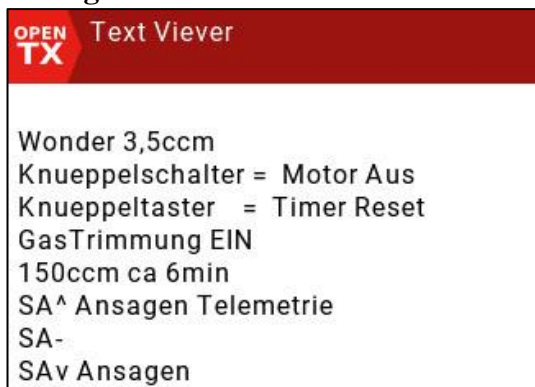 OPEN
TX
Text Viever
Wonder 3,5ccm
Knueppelschalter = Motor Aus
Knueppeltaster = Timer Reset
GasTrimmung EIN
150ccm ca 6min
SA^ Ansagen Telemetrie
SA-
SAv Ansagen